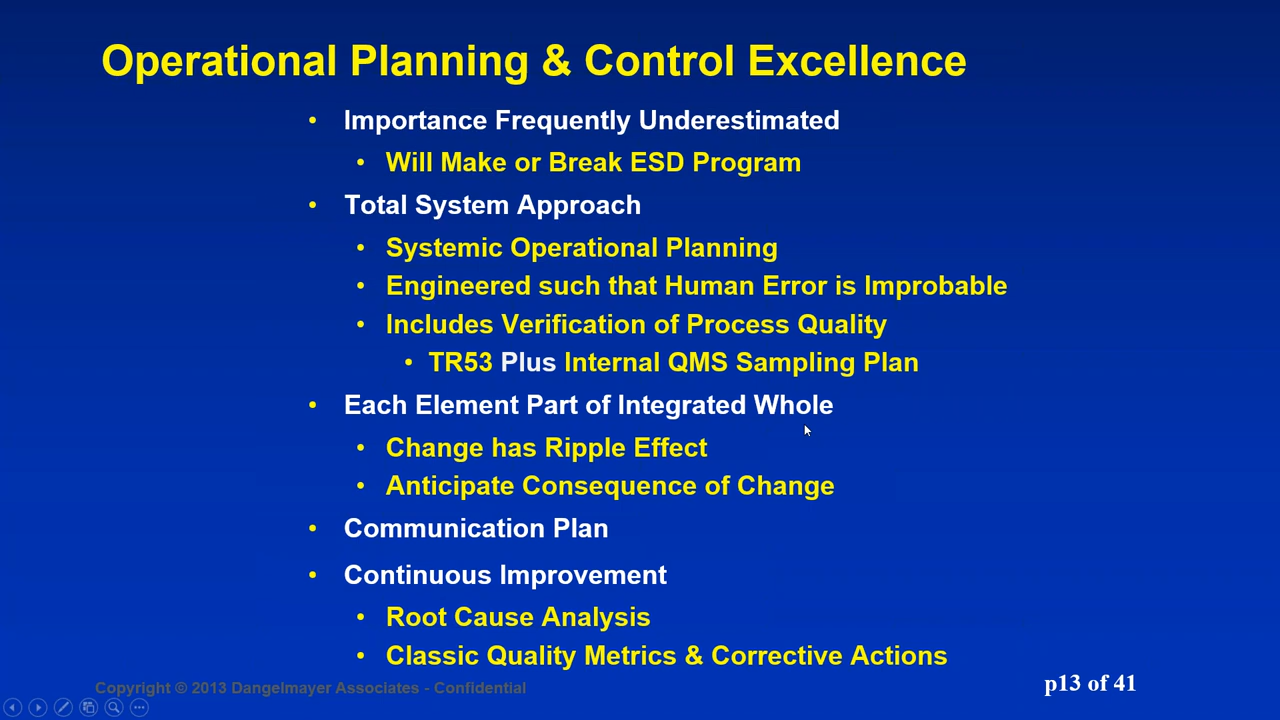 Operational Planning & Control Excellence
• Importance Frequently Underestimated
• Will Make or Break ESD Program
• Total System Approach
• Systemic Operational Planning
• Engineered such that Human Error is Improbable
• Includes Verification of Process Quality
• TR53 Plus Internal QMS Sampling Plan
• Each Element Part of Integrated Whole
• Change has Ripple Effect
• Anticipate Consequence of Change
• Communication Plan
• Continuous Improvement
• Root Cause Analysis
• Classic Quality Metrics & Corrective Actions
Copyright © 2013 Dangelmayer Associates - Confidential
p13 of 41